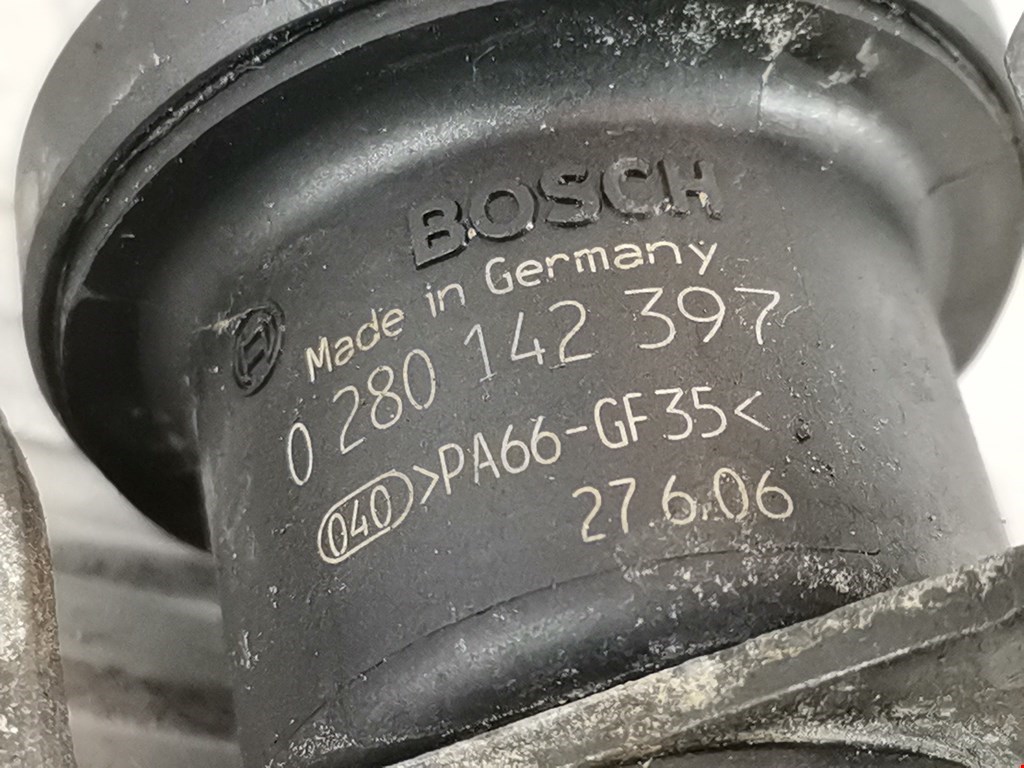 BOSCH
Made in Germany
0 280 142 397
040 >PA66-GF35<
27.6.06